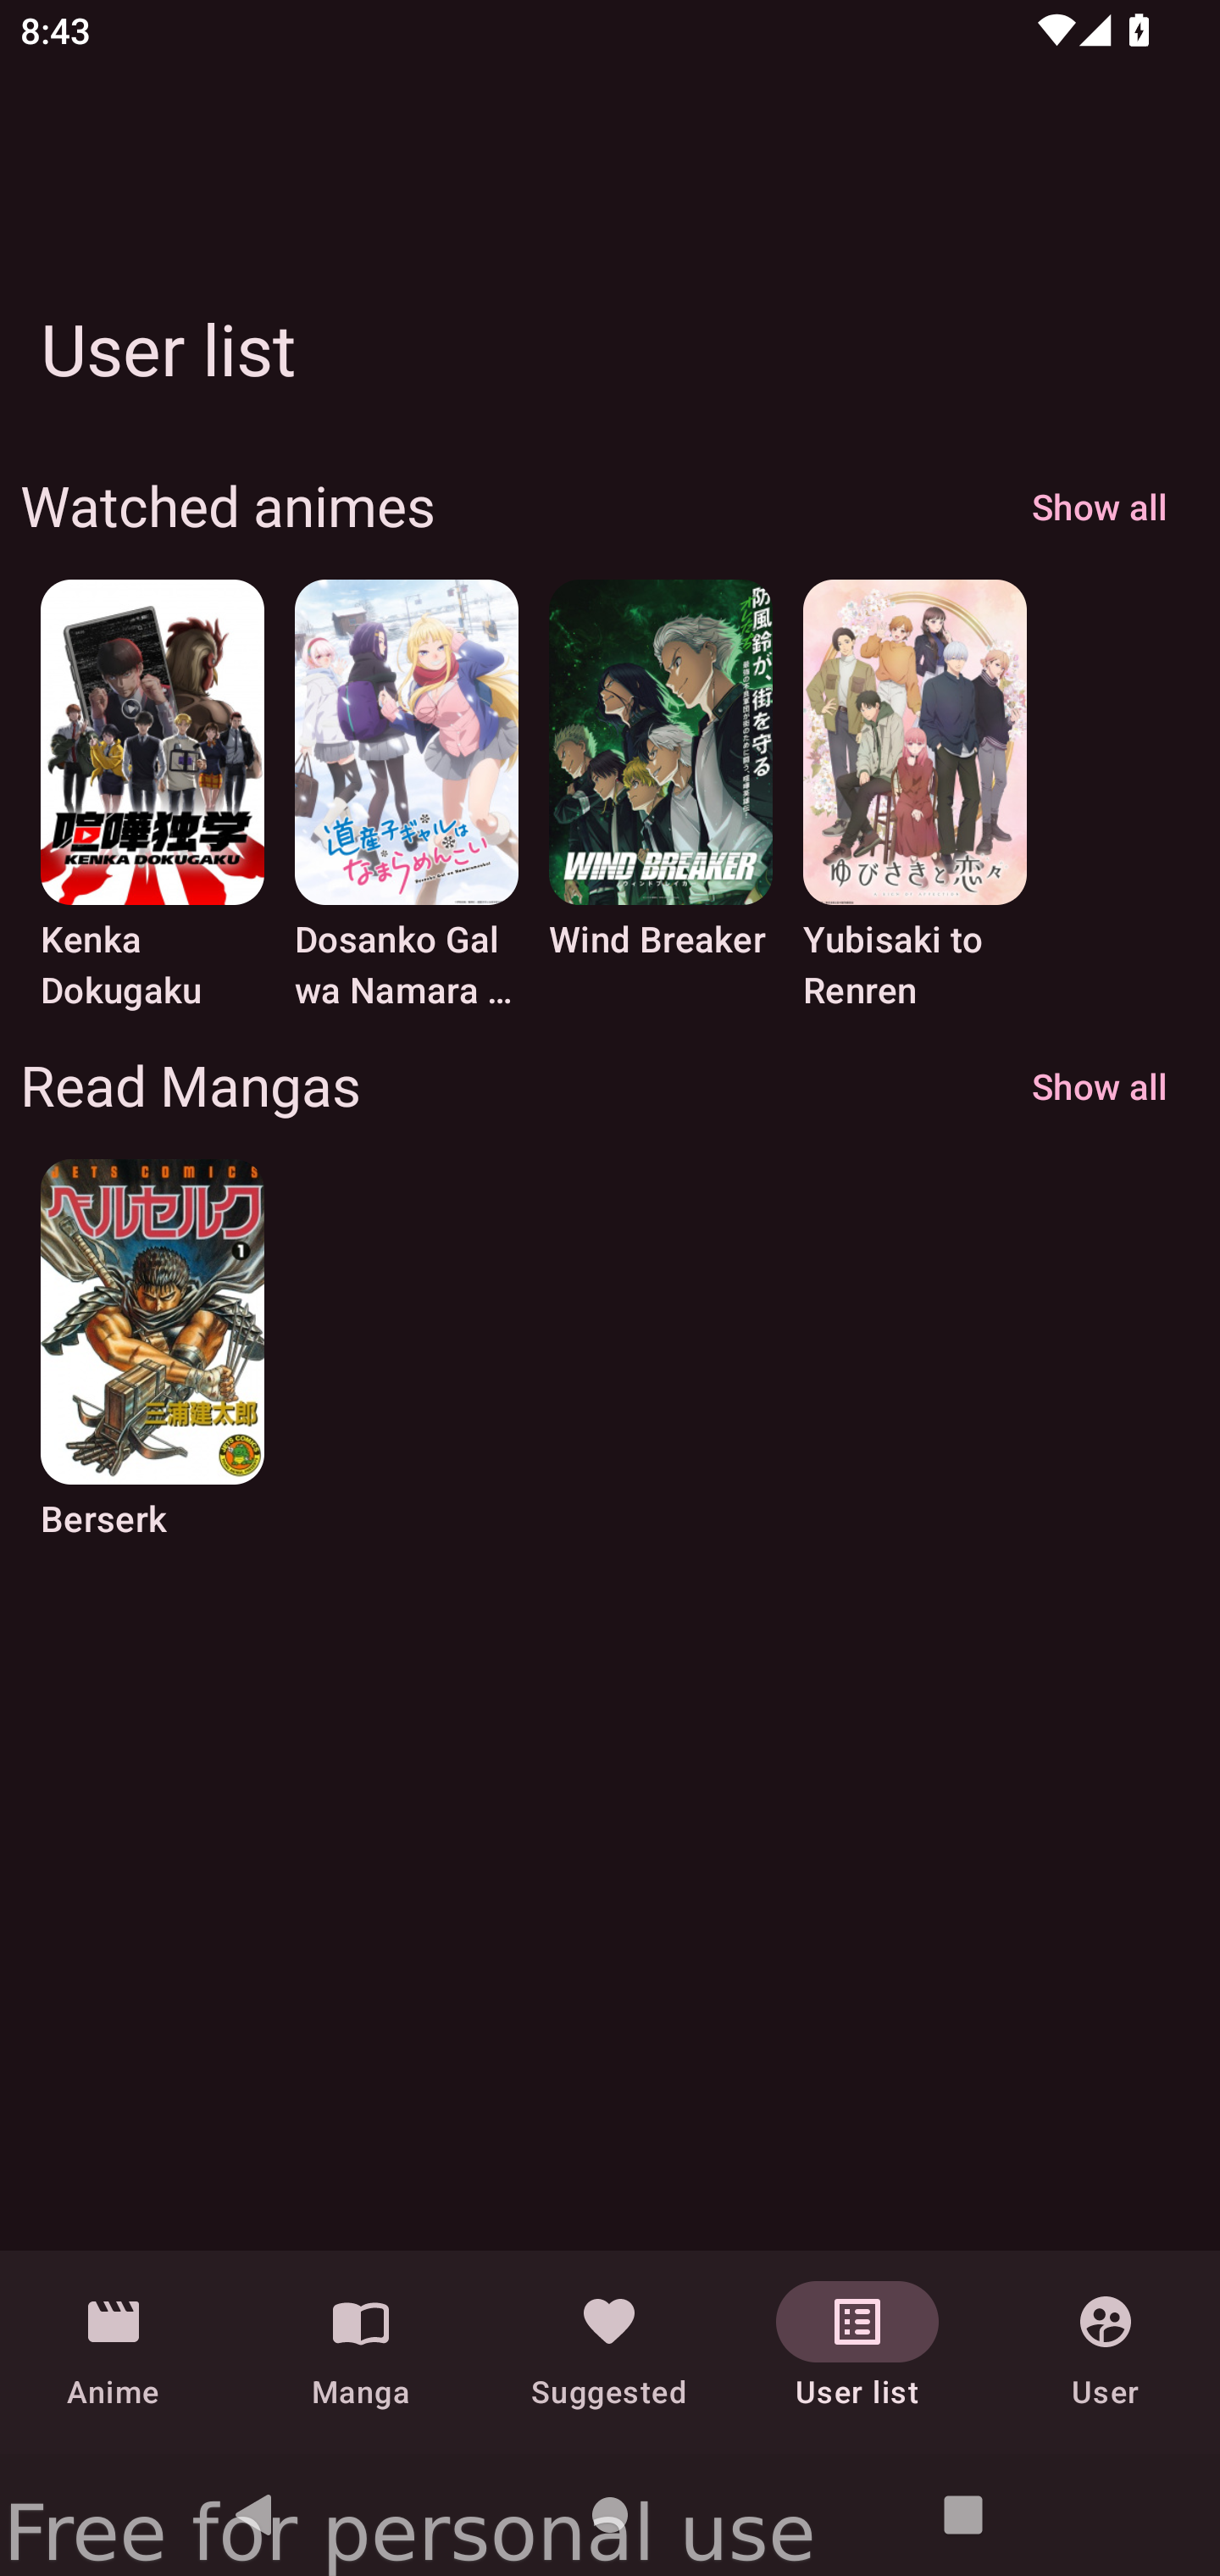 8:43
User list
Watched animes
Show all
喧嘩独学
KENKA DOKUGAKU
道産子ギャルは
なまらめんこい
防風鈴が、街を守る
WIND BREAKER
ゆびさきと恋々
Kenka
Dokugaku
Dosanko Gal
wa Namara ...
Wind Breaker
Yubisaki to
Renren
Read Mangas
Show all
JETS COMICS
ベルセルク
1
三浦建太郎
Berserk
Anime
Manga
Suggested
User list
User
Free for personal use